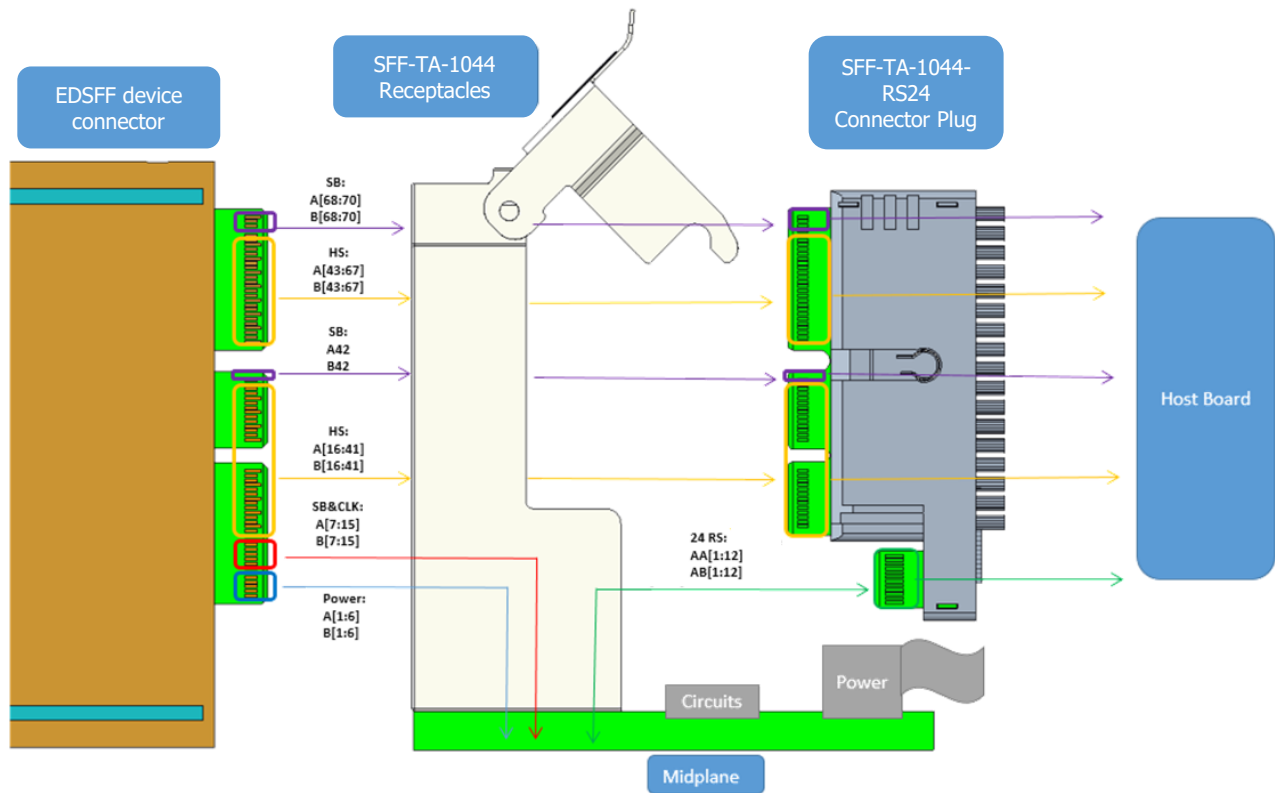 EDSFF device
connector
SFF-TA-1044
Receptacles
SFF-TA-1044-
RS24
Connector Plug
SB:
A[68:70]
B[68:70]
HS:
A[43:67]
B[43:67]
SB:
A42
B42
HS:
A[16:41]
B[16:41]
SB&CLK:
A[7:15]
B[7:15]
Power:
A[1:6]
B[1:6]
24 RS:
AA[1:12]
AB[1:12]
Host Board
Circuits
Power
Midplane